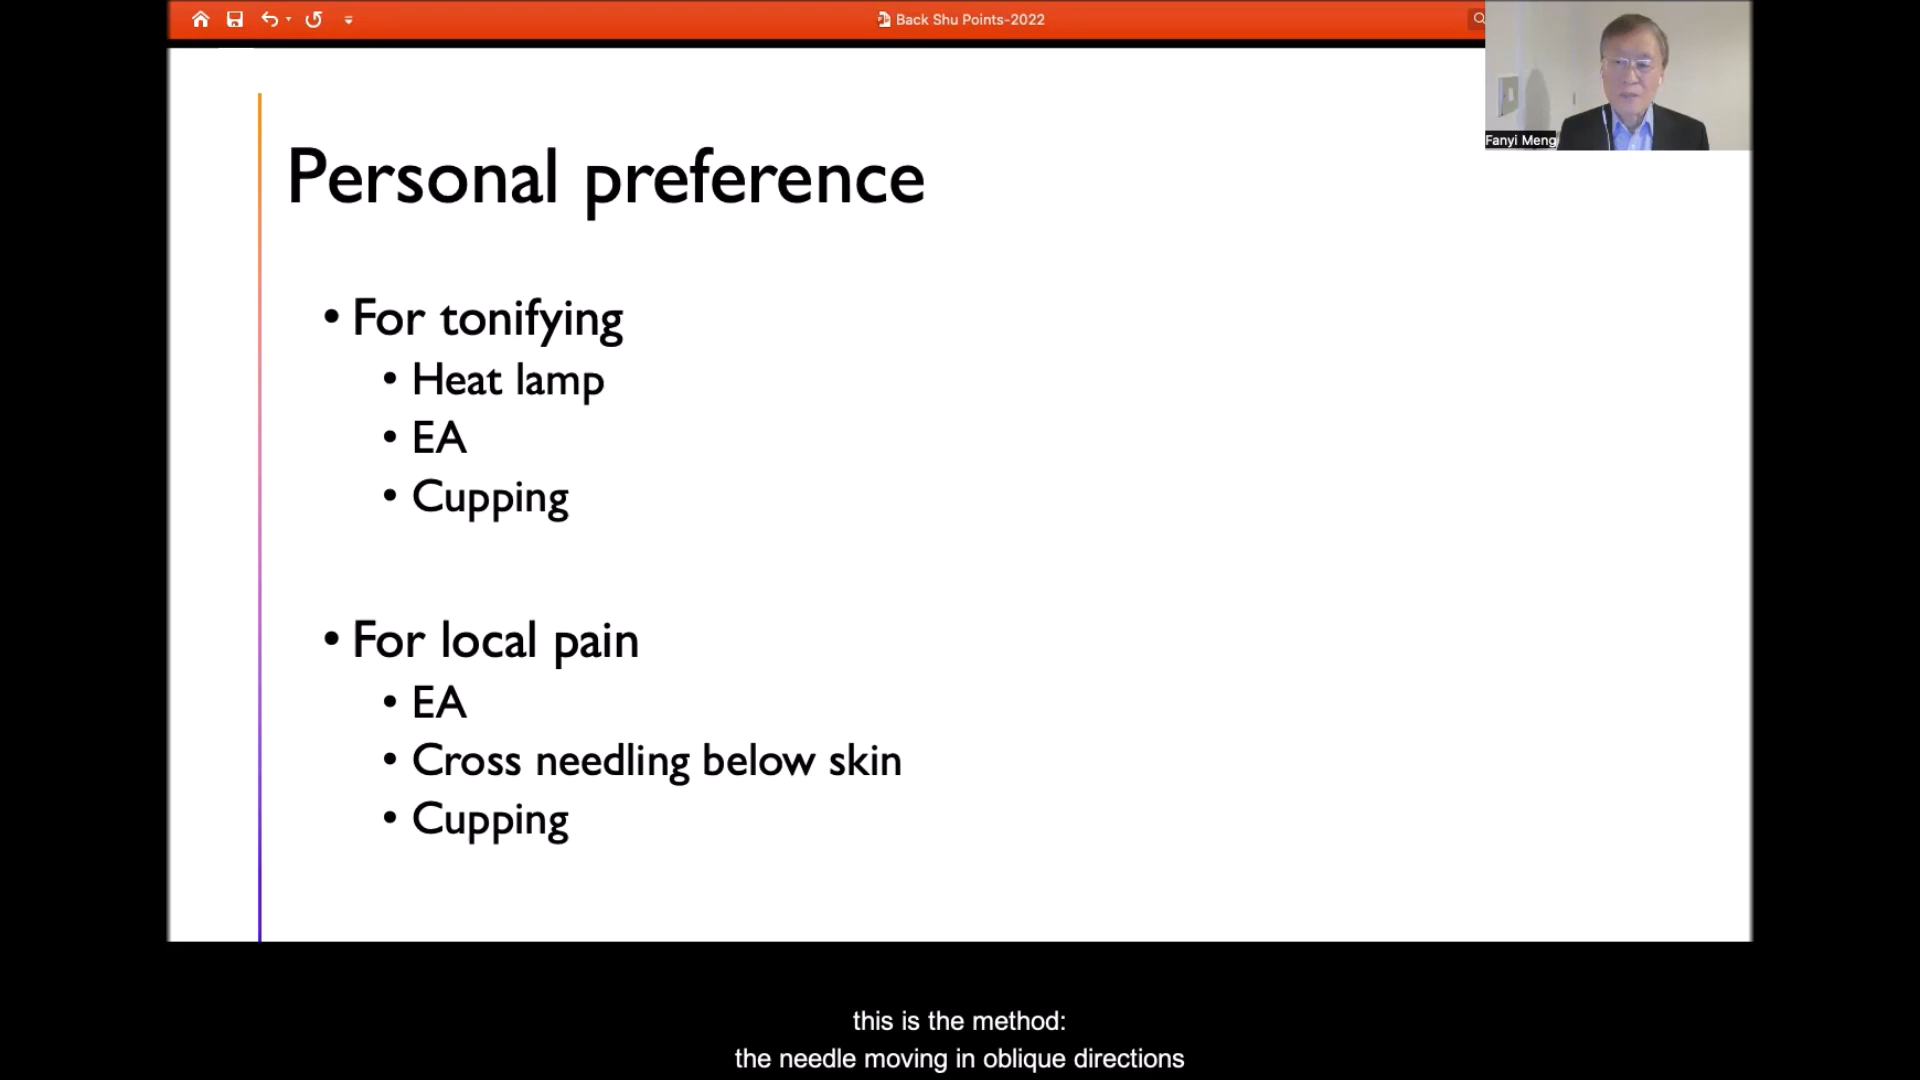 Back Shu Points-2022
Fanyi Meng
Personal preference
• For tonifying
• Heat lamp
• EA
• Cupping
• For local pain
• EA
• Cross needling below skin
• Cupping
this is the method:
the needle moving in oblique directions